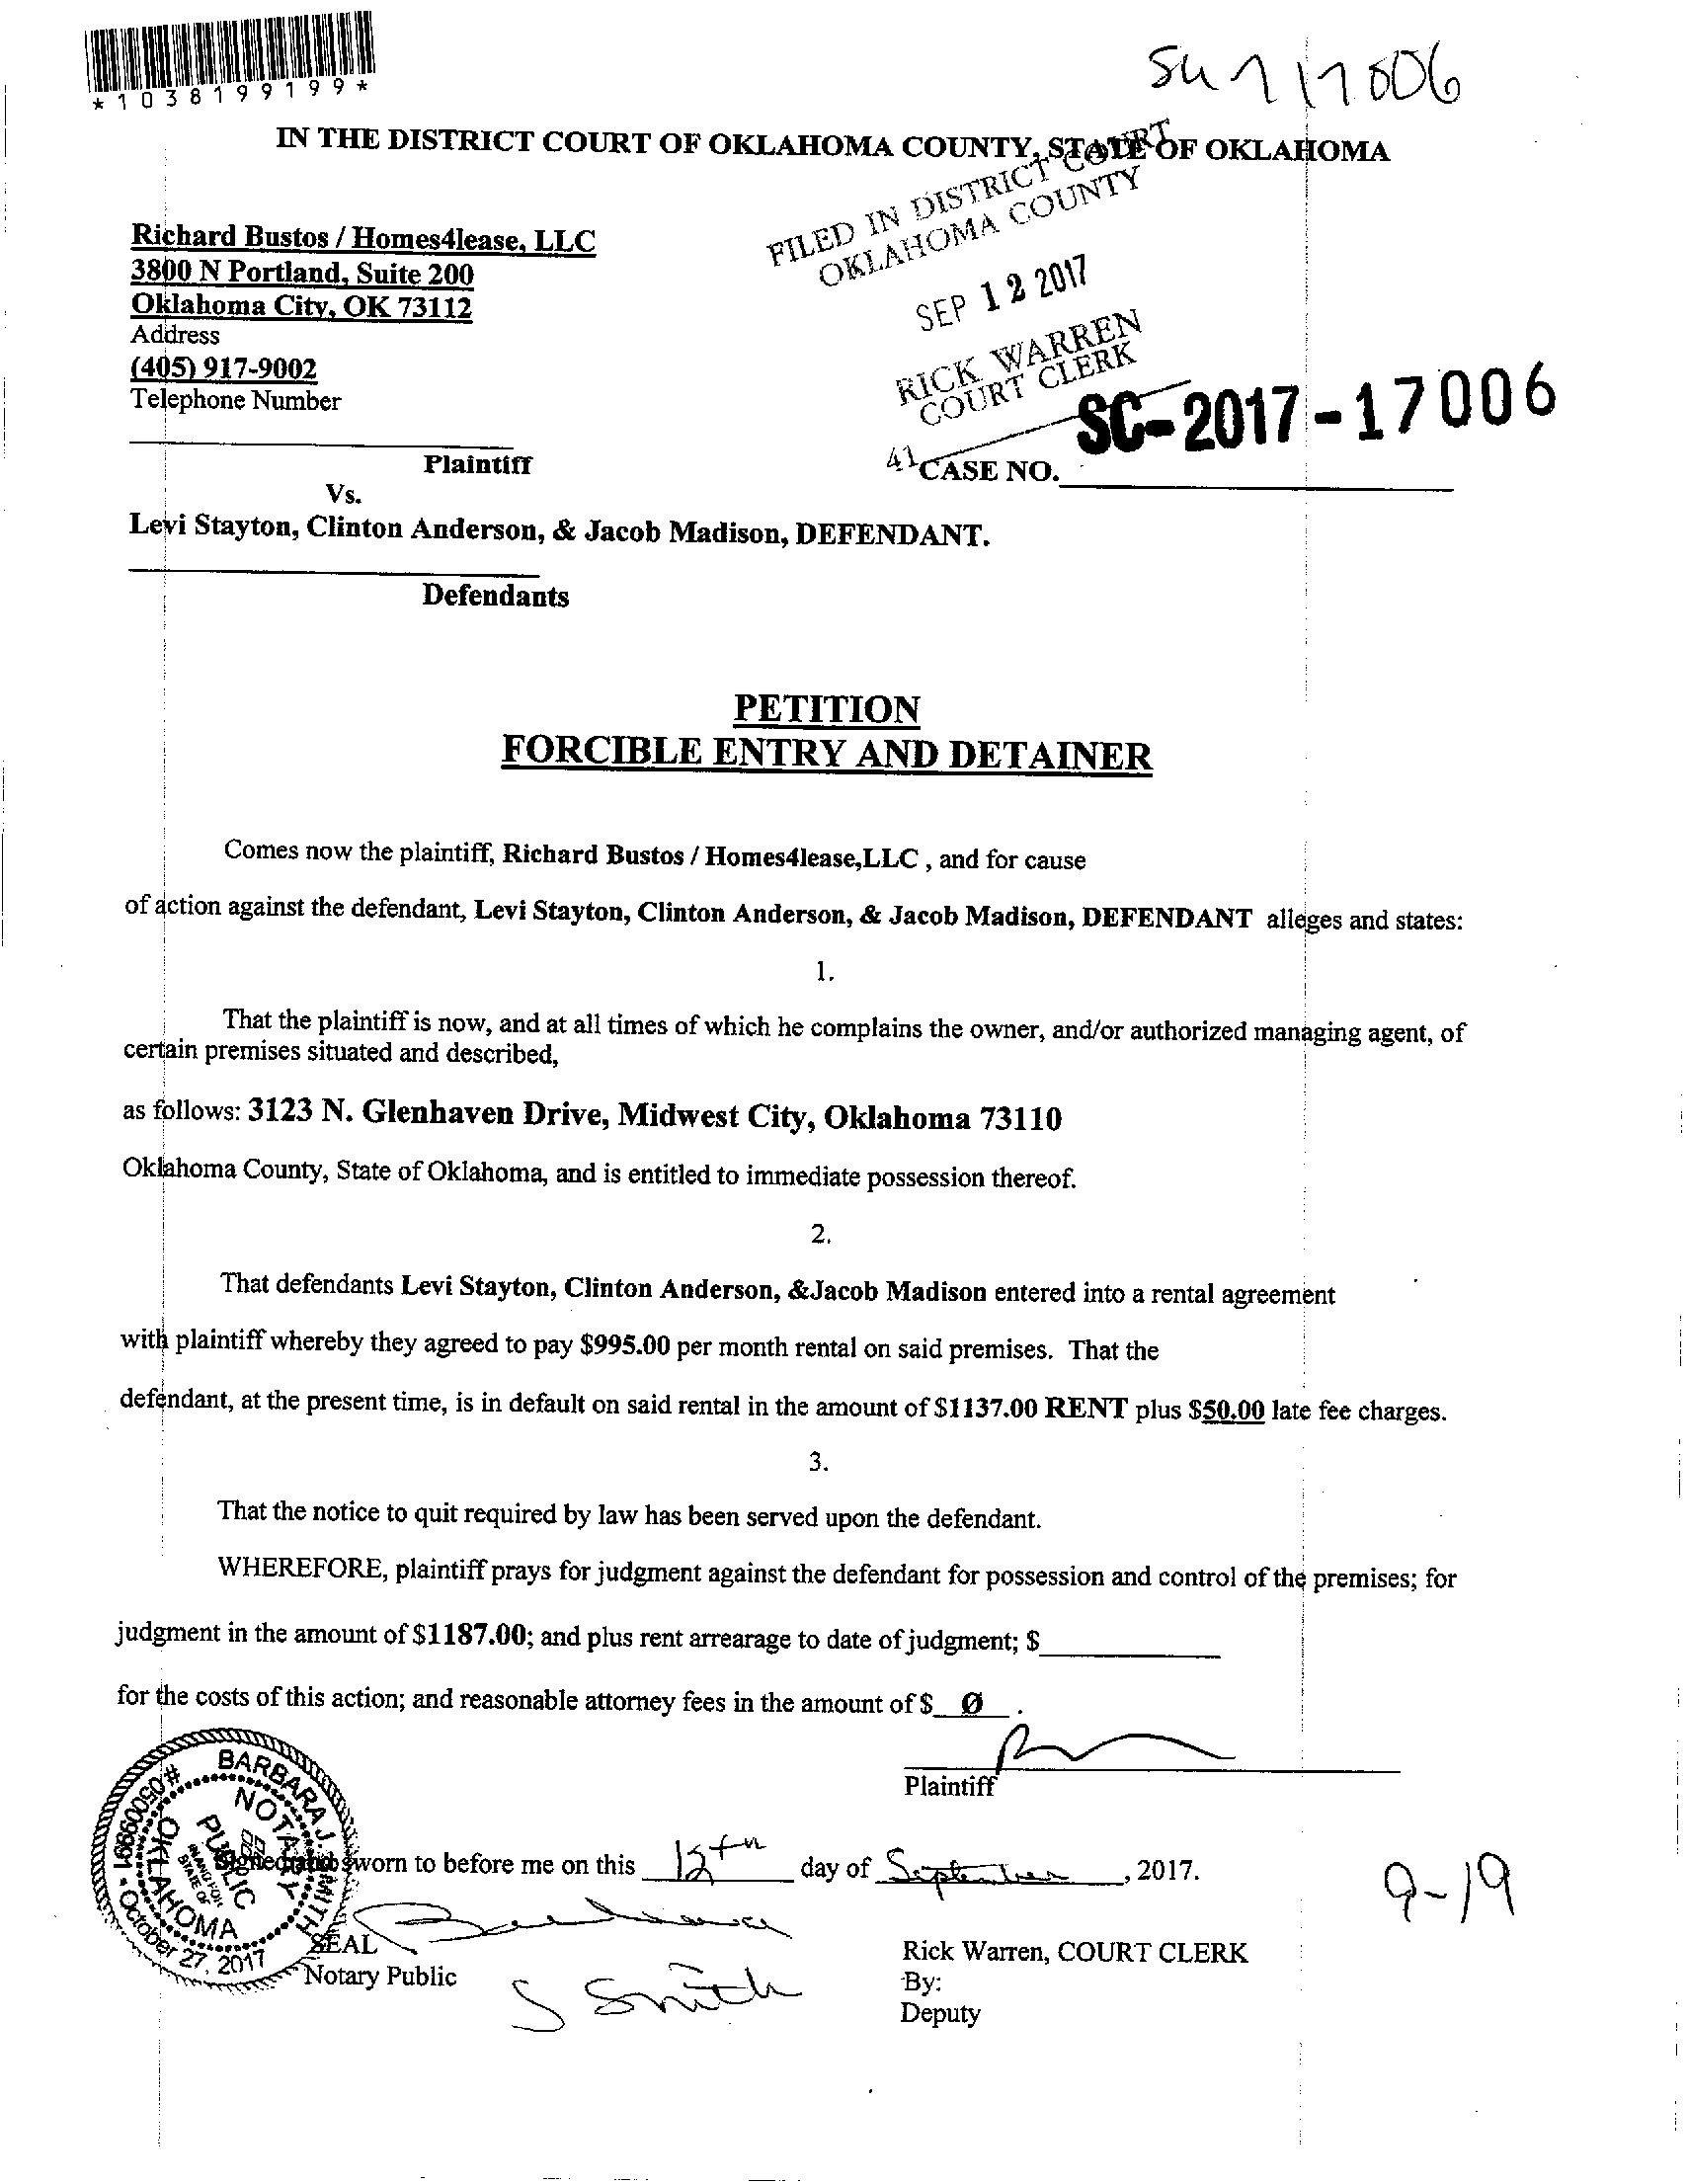 *1038199199*
IN THE DISTRICT COURT OF OKLAHOMA COUNTY, STATE OF OKLAHOMA
FILED IN DISTRICT COURT
OKLAHOMA COUNTY
SEP 12 2017
RICK WARREN
COURT CLERK
41
Richard Bustos / Homes4lease, LLC
3800 N Portland, Suite 200
Oklahoma City, OK 73112
Address
(405) 917-9002
Telephone Number
Plaintiff
CASE NO. SC-2017-17006
Vs.
Levi Stayton, Clinton Anderson, & Jacob Madison, DEFENDANT.
Defendants
PETITION
FORCIBLE ENTRY AND DETAINER
Comes now the plaintiff, Richard Bustos / Homes4lease,LLC , and for cause
of action against the defendant, Levi Stayton, Clinton Anderson, & Jacob Madison, DEFENDANT alleges and states:
1.
That the plaintiff is now, and at all times of which he complains the owner, and/or authorized managing agent, of
certain premises situated and described,
as follows: 3123 N. Glenhaven Drive, Midwest City, Oklahoma 73110
Oklahoma County, State of Oklahoma, and is entitled to immediate possession thereof.
2.
That defendants Levi Stayton, Clinton Anderson, &Jacob Madison entered into a rental agreement
with plaintiff whereby they agreed to pay $995.00 per month rental on said premises. That the
defendant, at the present time, is in default on said rental in the amount of $1137.00 RENT plus $50.00 late fee charges.
3.
That the notice to quit required by law has been served upon the defendant.
WHEREFORE, plaintiff prays for judgment against the defendant for possession and control of the premises; for
judgment in the amount of $1187.00; and plus rent arrearage to date of judgment; $
for the costs of this action; and reasonable attorney fees in the amount of $ Ø .
Plaintiff
BARBARA J. SMITH
NOTARY PUBLIC
IN AND FOR
STATE OF
OKLAHOMA
#05009991
October 27, 2017
Signed and sworn to before me on this 12th day of September, 2017.
9-19
Barbara
J Smith
SEAL
Notary Public
Rick Warren, COURT CLERK
By:
Deputy